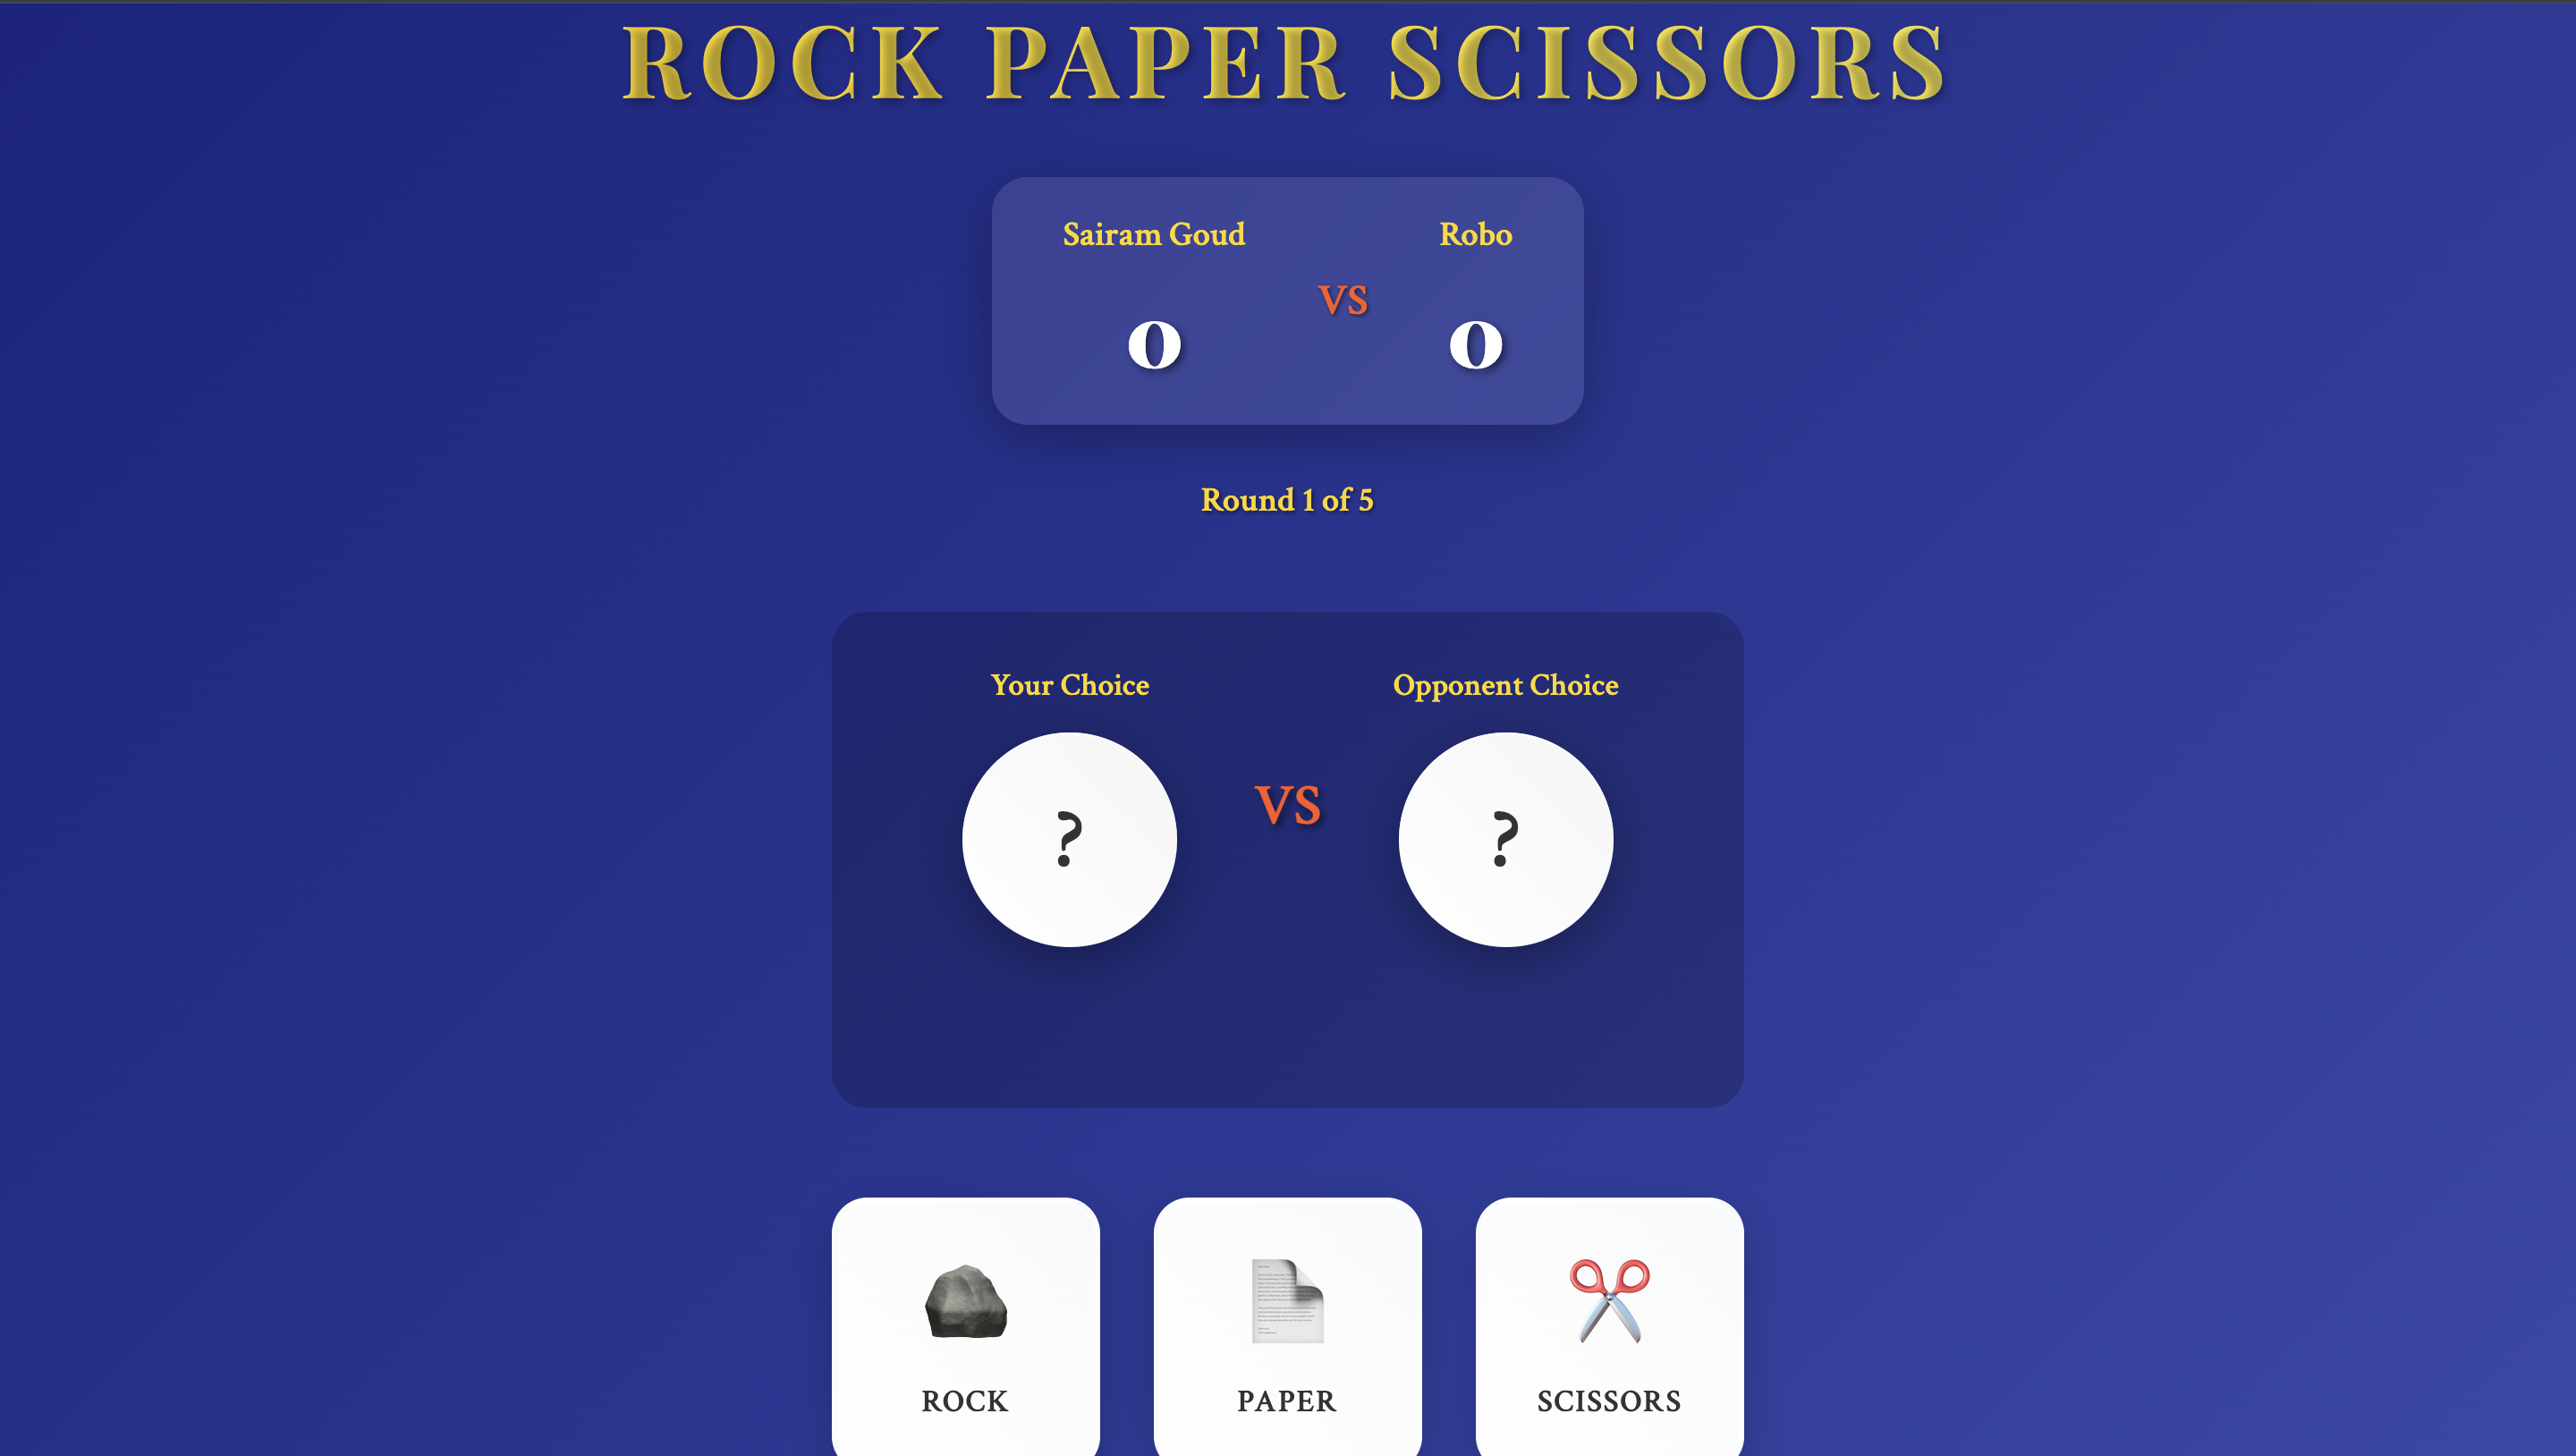 ROCK PAPER SCISSORS
Sairam Goud
Robo
VS
0
0
Round 1 of 5
Your Choice
Opponent Choice
?
VS
?
ROCK
PAPER
SCISSORS